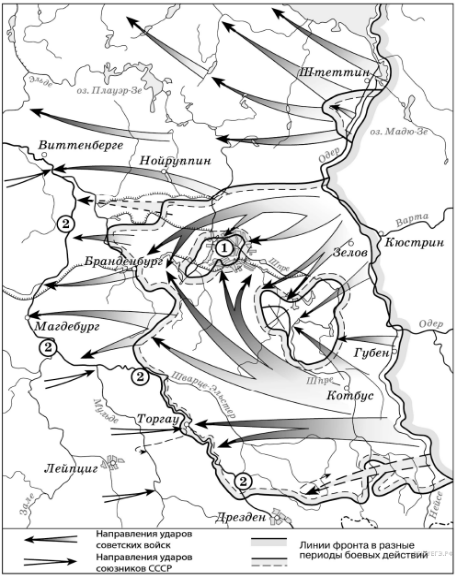 Штеттин
Эльде
оз. Плауэр-Зе
оз. Мадю-Зе
Виттенберге
Нойруппин
Одер
2
Варта
Кюстрин
1
Зелов
Бранденбург
Шпре
Магдебург
Одер
2
Губен
2
Шварце-Эльстер
Шпре
Котбус
Мульде
Торгау
Лейпциг
Заале
2
Дрезден
Нейсе
Направления ударов
советских войск
Направления ударов
союзников СССР
Линии фронта в разные
периоды боевых действий